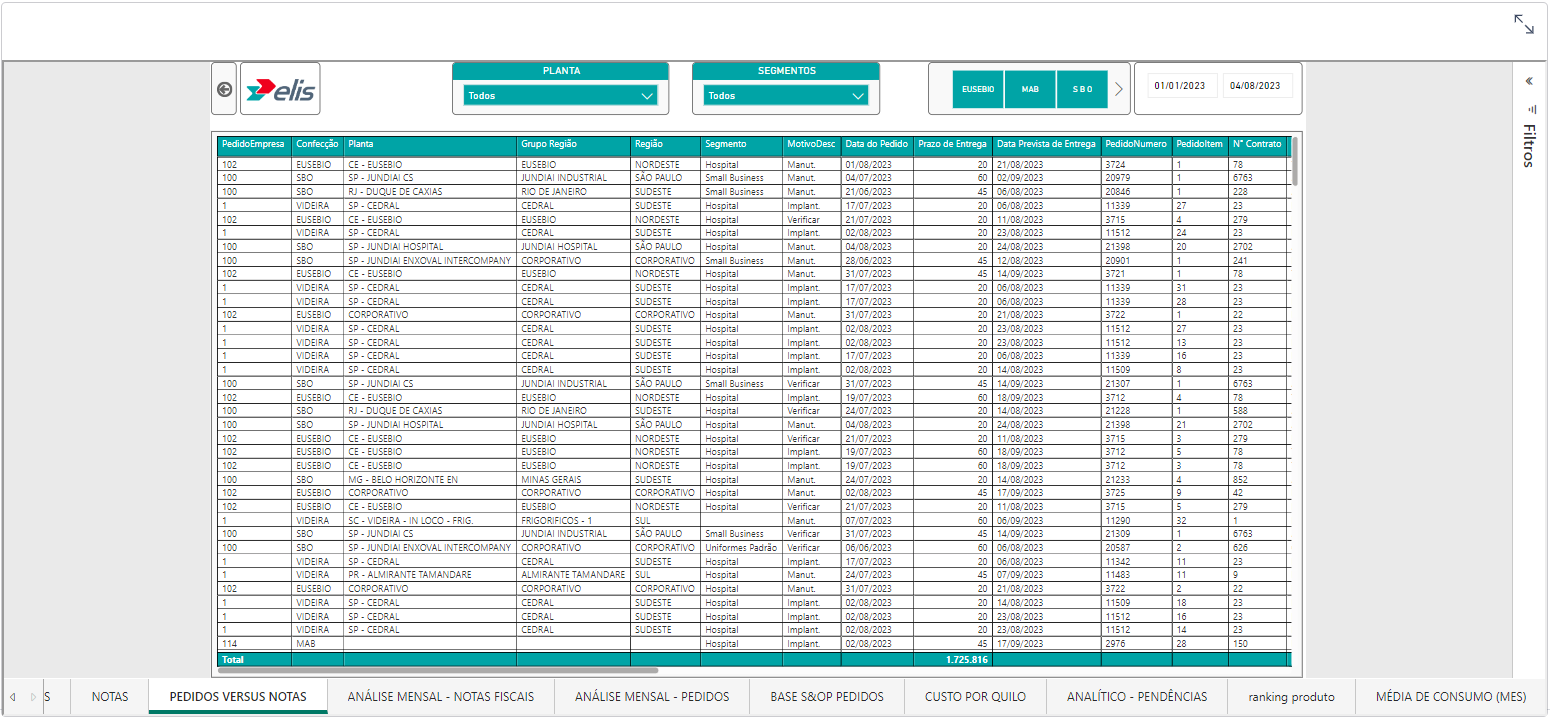 elis
PLANTA
Todos
SEGMENTOS
Todos
EUSEBIO MAB S B O
01/01/2023 04/08/2023
Filtros
PedidoEmpresa Confecção Planta Grupo Região Região Segmento MotivoDesc Data do Pedido Prazo de Entrega Data Prevista de Entrega PedidoNumero PedidoItem N° Contrato
102 EUSEBIO CE - EUSEBIO EUSEBIO NORDESTE Hospital Manut. 01/08/2023 20 21/08/2023 3724 1 78
100 SBO SP - JUNDIAI CS JUNDIAI INDUSTRIAL SÃO PAULO Small Business Manut. 04/07/2023 60 02/09/2023 20979 1 6763
100 SBO RJ - DUQUE DE CAXIAS RIO DE JANEIRO SUDESTE Small Business Manut. 21/06/2023 45 06/08/2023 20846 1 228
1 VIDEIRA SP - CEDRAL CEDRAL SUDESTE Hospital Implant. 17/07/2023 20 06/08/2023 11339 27 23
102 EUSEBIO CE - EUSEBIO EUSEBIO NORDESTE Hospital Verificar 21/07/2023 20 11/08/2023 3715 4 279
1 VIDEIRA SP - CEDRAL CEDRAL SUDESTE Hospital Implant. 02/08/2023 20 23/08/2023 11512 24 23
100 SBO SP - JUNDIAI HOSPITAL JUNDIAI HOSPITAL SÃO PAULO Hospital Manut. 04/08/2023 20 24/08/2023 21398 20 2702
100 SBO SP - JUNDIAI ENXOVAL INTERCOMPANY CORPORATIVO CORPORATIVO Small Business Manut. 28/06/2023 45 12/08/2023 20901 1 241
102 EUSEBIO CE - EUSEBIO EUSEBIO NORDESTE Hospital Manut. 31/07/2023 45 14/09/2023 3721 1 78
1 VIDEIRA SP - CEDRAL CEDRAL SUDESTE Hospital Implant. 17/07/2023 20 06/08/2023 11339 31 23
1 VIDEIRA SP - CEDRAL CEDRAL SUDESTE Hospital Implant. 17/07/2023 20 06/08/2023 11339 28 23
102 EUSEBIO CORPORATIVO CORPORATIVO CORPORATIVO Hospital Manut. 31/07/2023 20 21/08/2023 3722 1 22
1 VIDEIRA SP - CEDRAL CEDRAL SUDESTE Hospital Implant. 02/08/2023 20 23/08/2023 11512 27 23
1 VIDEIRA SP - CEDRAL CEDRAL SUDESTE Hospital Implant. 02/08/2023 20 23/08/2023 11512 13 23
1 VIDEIRA SP - CEDRAL CEDRAL SUDESTE Hospital Implant. 17/07/2023 20 06/08/2023 11339 16 23
1 VIDEIRA SP - CEDRAL CEDRAL SUDESTE Hospital Implant. 02/08/2023 20 14/08/2023 11509 8 23
100 SBO SP - JUNDIAI CS JUNDIAI INDUSTRIAL SÃO PAULO Small Business Verificar 31/07/2023 45 14/09/2023 21307 1 6763
102 EUSEBIO CE - EUSEBIO EUSEBIO NORDESTE Hospital Implant. 19/07/2023 60 18/09/2023 3712 4 78
100 SBO RJ - DUQUE DE CAXIAS RIO DE JANEIRO SUDESTE Hospital Verificar 24/07/2023 20 14/08/2023 21228 1 588
100 SBO SP - JUNDIAI HOSPITAL JUNDIAI HOSPITAL SÃO PAULO Hospital Manut. 04/08/2023 20 24/08/2023 21398 21 2702
102 EUSEBIO CE - EUSEBIO EUSEBIO NORDESTE Hospital Verificar 21/07/2023 20 11/08/2023 3715 3 279
102 EUSEBIO CE - EUSEBIO EUSEBIO NORDESTE Hospital Implant. 19/07/2023 60 18/09/2023 3712 5 78
102 EUSEBIO CE - EUSEBIO EUSEBIO NORDESTE Hospital Implant. 19/07/2023 60 18/09/2023 3712 3 78
100 SBO MG - BELO HORIZONTE EN MINAS GERAIS SUDESTE Hospital Manut. 24/07/2023 20 14/08/2023 21233 4 852
102 EUSEBIO CORPORATIVO CORPORATIVO CORPORATIVO Hospital Manut. 02/08/2023 45 17/09/2023 3725 9 42
102 EUSEBIO CE - EUSEBIO EUSEBIO NORDESTE Hospital Verificar 21/07/2023 20 11/08/2023 3715 5 279
1 VIDEIRA SC - VIDEIRA - IN LOCO - FRIG. FRIGORIFICOS - 1 SUL Manut. 07/07/2023 60 06/09/2023 11290 32 1
100 SBO SP - JUNDIAI CS JUNDIAI INDUSTRIAL SÃO PAULO Small Business Verificar 31/07/2023 45 14/09/2023 21309 1 6763
100 SBO SP - JUNDIAI ENXOVAL INTERCOMPANY CORPORATIVO CORPORATIVO Uniformes Padrão Verificar 06/06/2023 60 06/08/2023 20587 2 626
1 VIDEIRA SP - CEDRAL CEDRAL SUDESTE Hospital Implant. 17/07/2023 20 06/08/2023 11342 11 23
1 VIDEIRA PR - ALMIRANTE TAMANDARE ALMIRANTE TAMANDARE SUL Hospital Manut. 24/07/2023 45 07/09/2023 11483 11 9
102 EUSEBIO CORPORATIVO CORPORATIVO CORPORATIVO Hospital Manut. 31/07/2023 20 21/08/2023 3722 2 22
1 VIDEIRA SP - CEDRAL CEDRAL SUDESTE Hospital Implant. 02/08/2023 20 14/08/2023 11509 18 23
1 VIDEIRA SP - CEDRAL CEDRAL SUDESTE Hospital Implant. 02/08/2023 20 23/08/2023 11512 16 23
1 VIDEIRA SP - CEDRAL CEDRAL SUDESTE Hospital Implant. 02/08/2023 20 23/08/2023 11512 14 23
114 MAB Hospital Implant. 02/08/2023 45 17/09/2023 2976 28 150
Total 1.725.816
S NOTAS PEDIDOS VERSUS NOTAS ANÁLISE MENSAL - NOTAS FISCAIS ANÁLISE MENSAL - PEDIDOS BASE S&OP PEDIDOS CUSTO POR QUILO ANALÍTICO - PENDÊNCIAS ranking produto MÉDIA DE CONSUMO (MES)